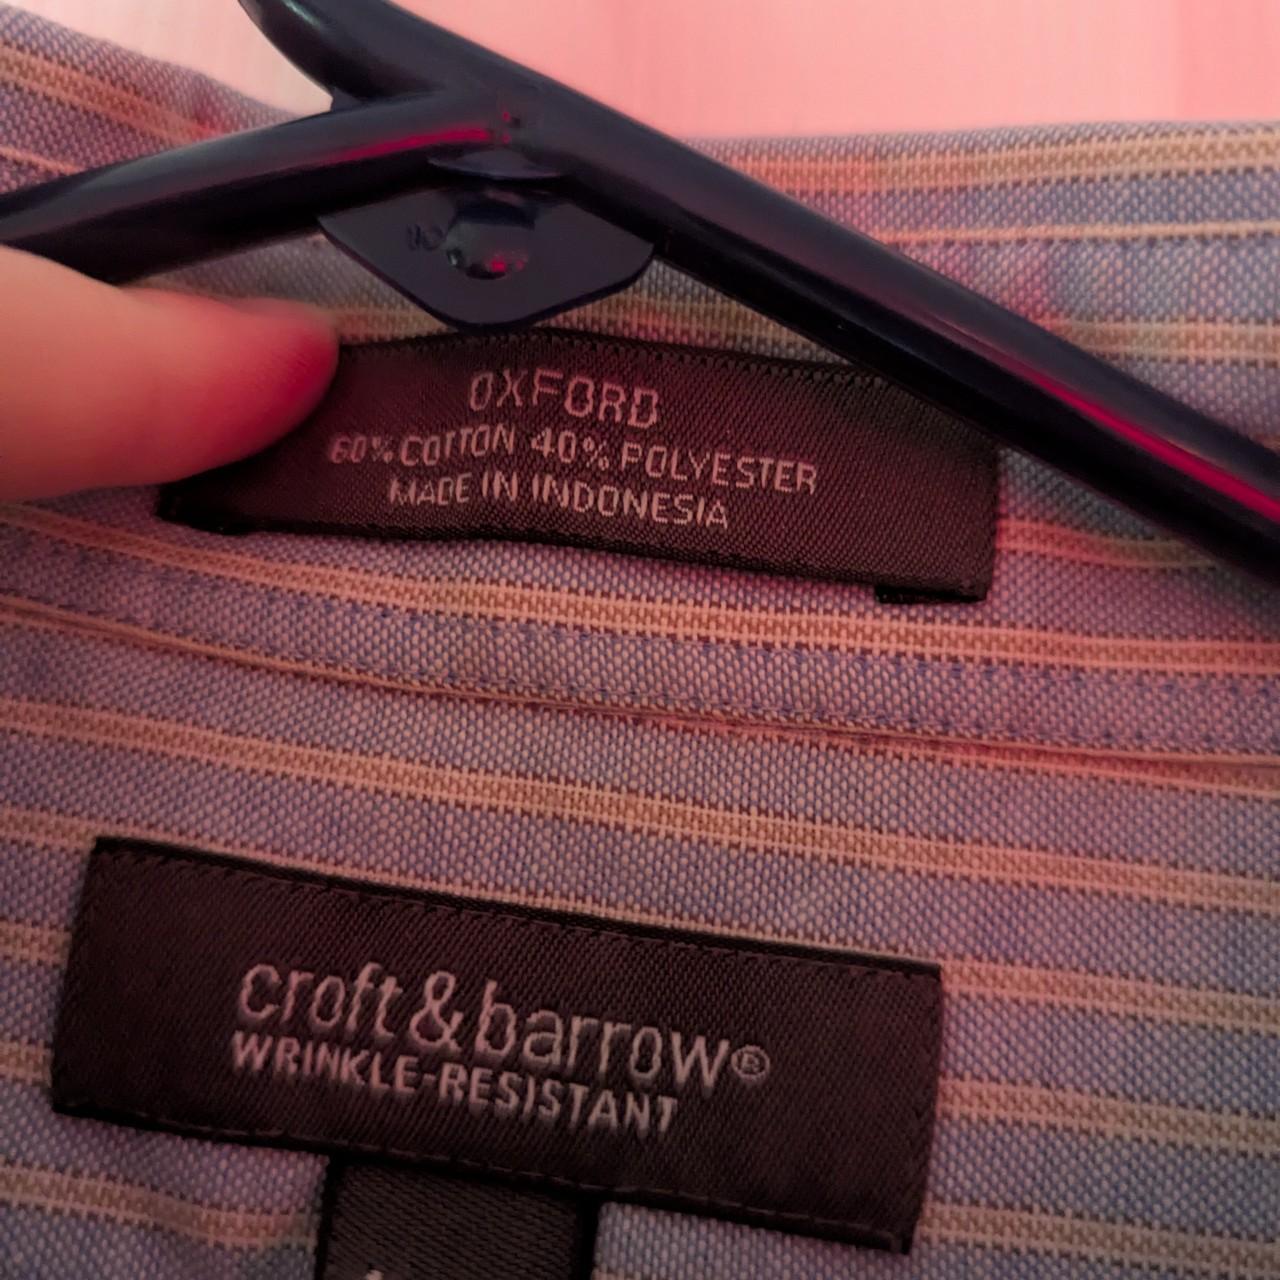 OXFORD
60% COTTON 40% POLYESTER
MADE IN INDONESIA
croft & barrow®
WRINKLE-RESISTANT